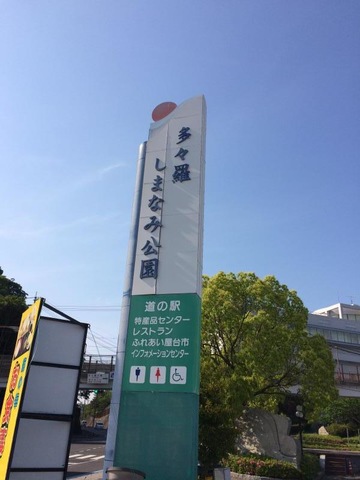 多々羅
しまなみ公園
道の駅
特産品センター
レストラン
ふれあい屋台市
インフォメーションセンター